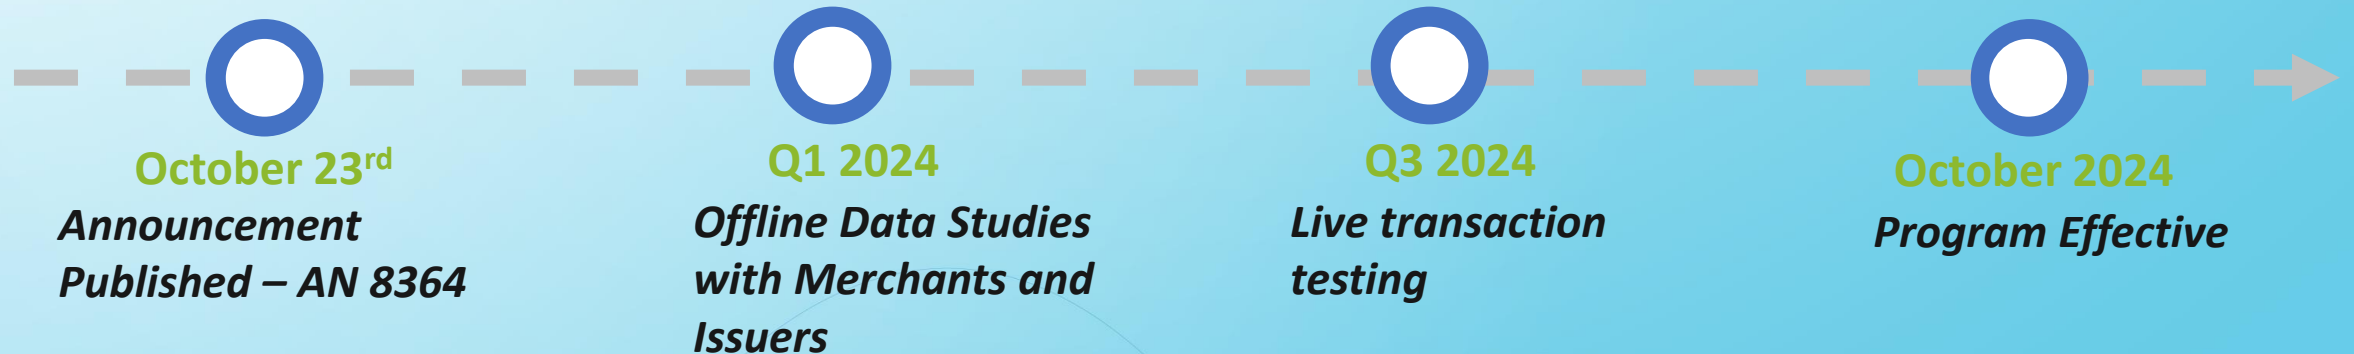 October 23rd
Announcement
Published – AN 8364
Q1 2024
Offline Data Studies
with Merchants and
Issuers
Q3 2024
Live transaction
testing
October 2024
Program Effective